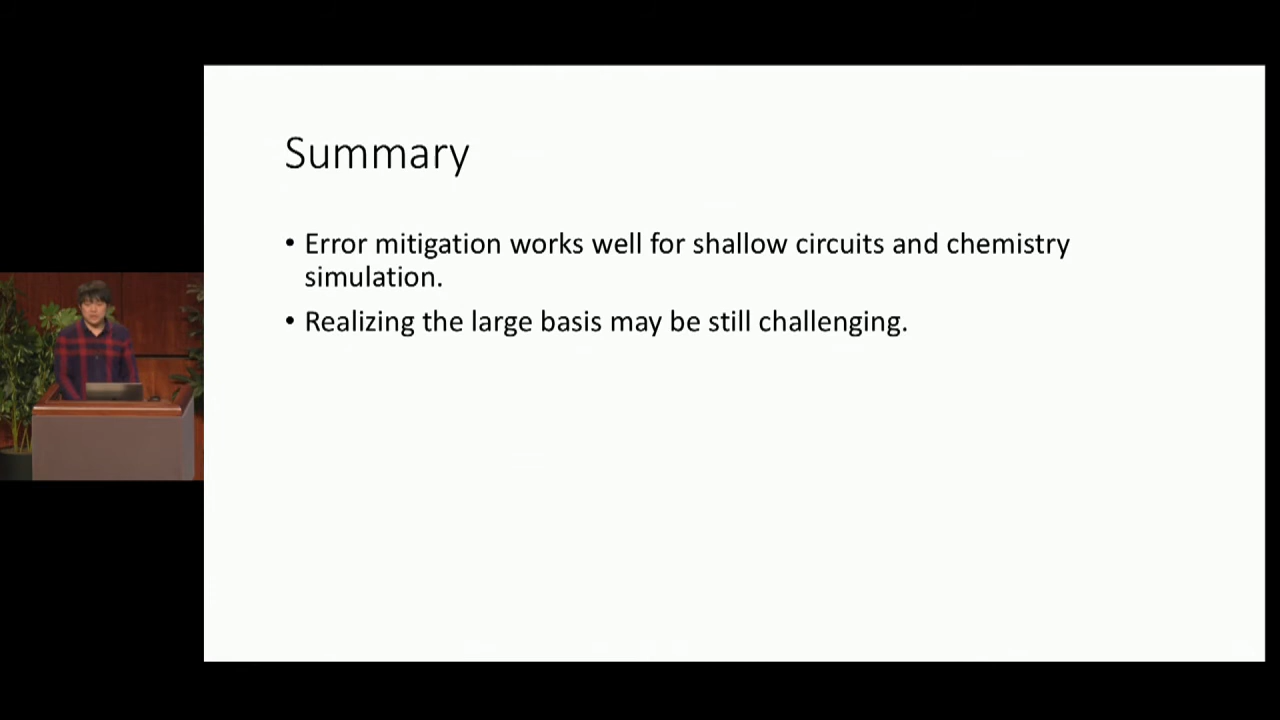 Summary
• Error mitigation works well for shallow circuits and chemistry
simulation.
• Realizing the large basis may be still challenging.